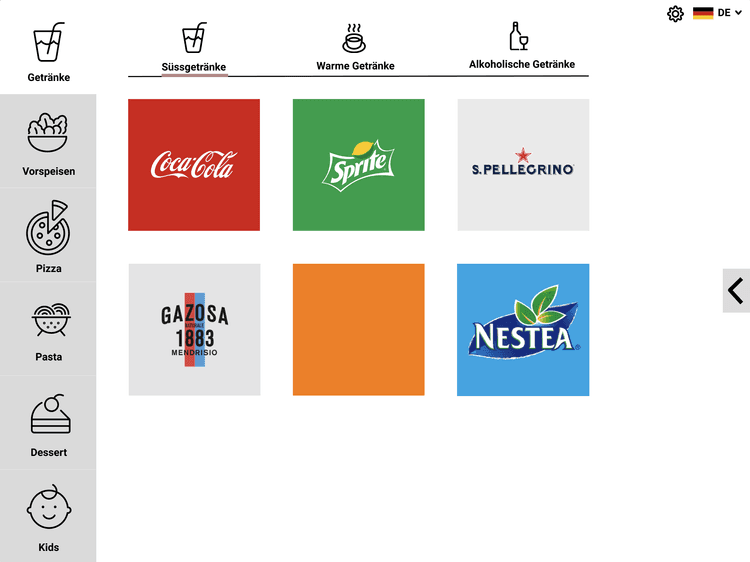 DE
Getränke
Süssgetränke
Warme Getränke
Alkoholische Getränke
Vorspeisen
Pizza
Pasta
Dessert
Kids
Coca-Cola
Sprite
S.PELLEGRINO
GAZOSA
1883
MENDRISIO
NESTEA